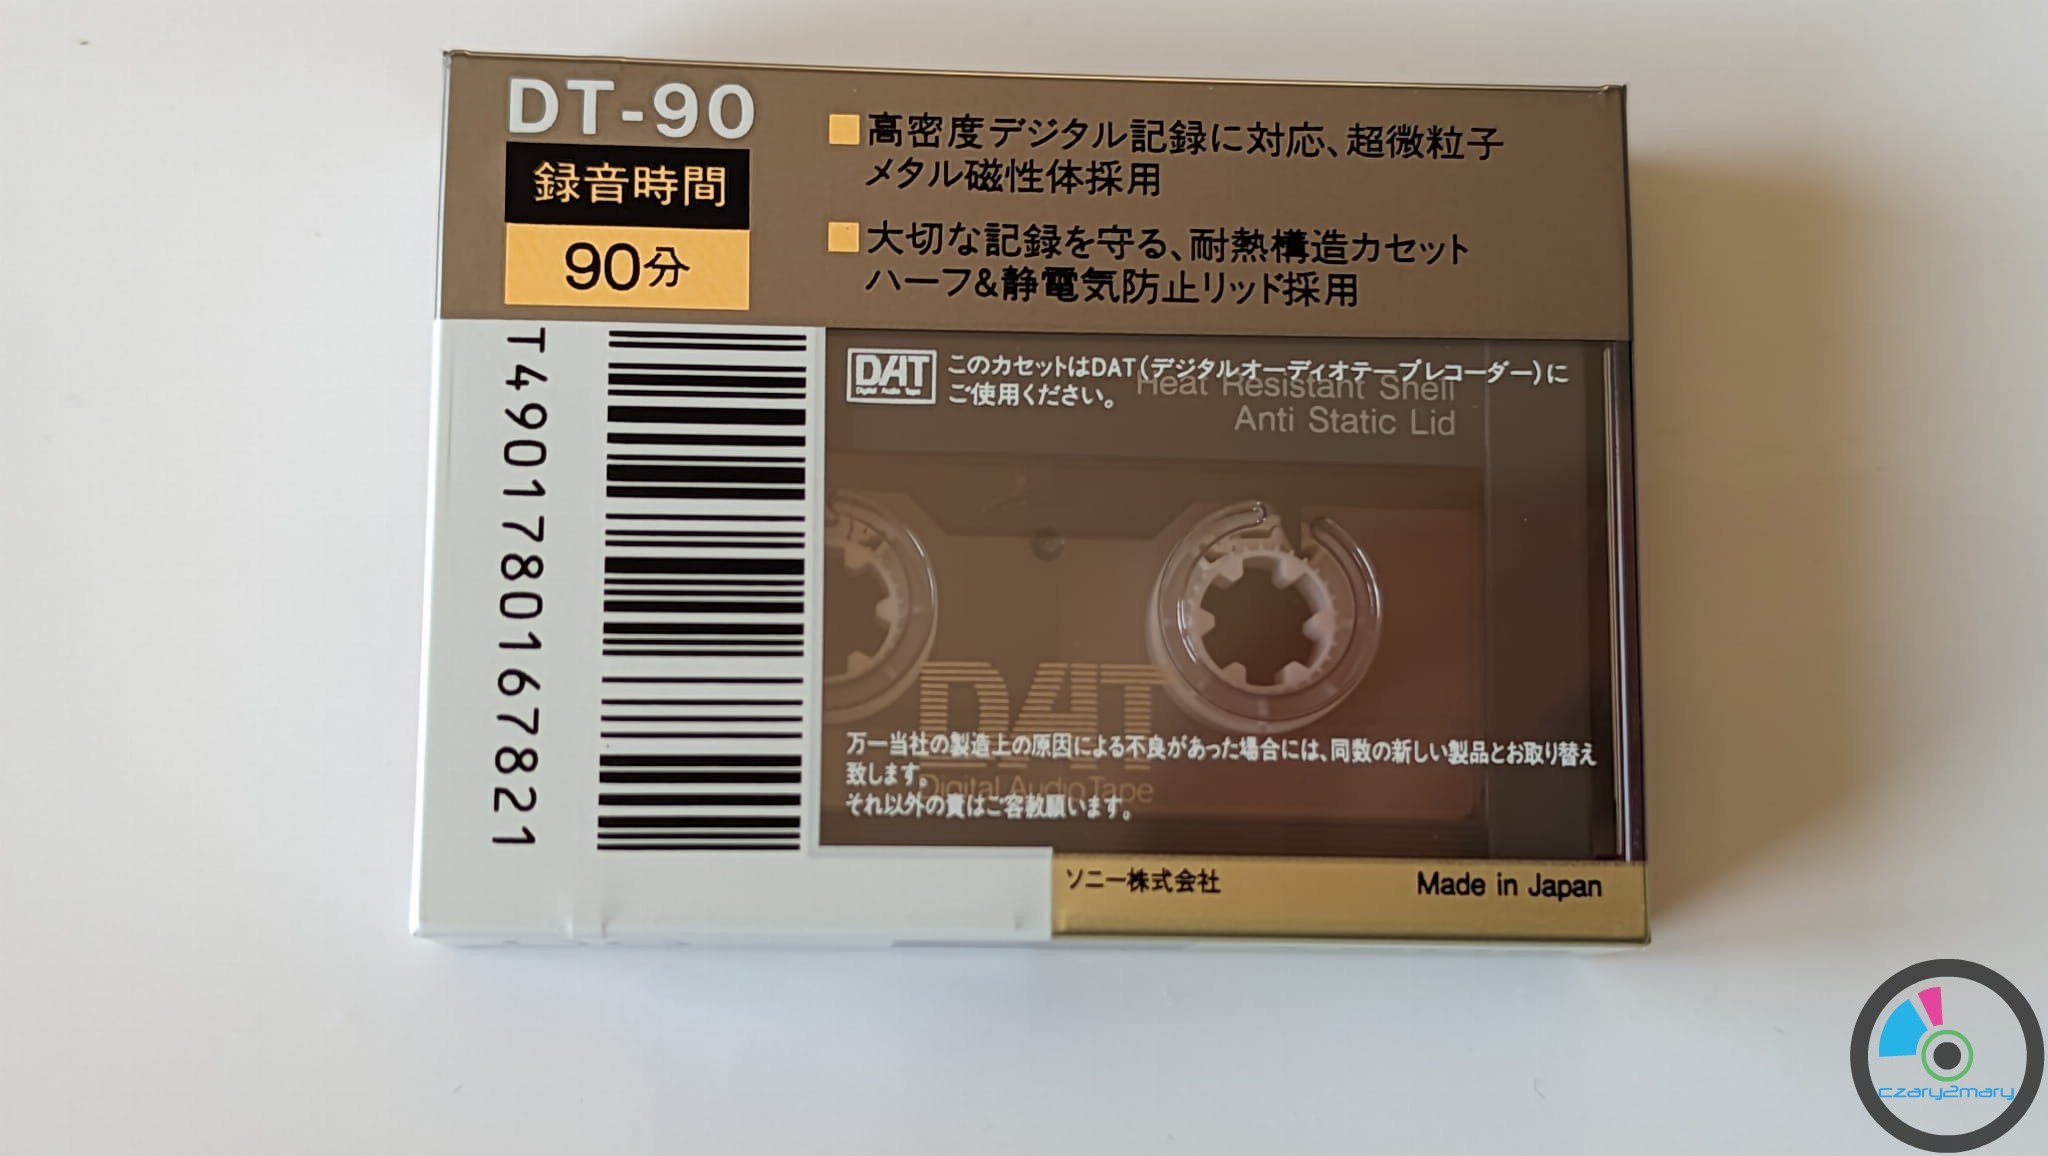 DT-90
録音時間
90分
■高密度デジタル記録に対応、超微粒子
メタル磁性体採用
■大切な記録を守る、耐熱構造カセット
ハーフ&静電気防止リッド採用
T4901780167821
DAT
Digital Audio Tape
このカセットはDAT(デジタルオーディオテープレコーダー)に
ご使用ください。
Heat Resistant Shell
Anti Static Lid
DAT
Digital Audio Tape
万一当社の製造上の原因による不良があった場合には、同数の新しい製品とお取り替え
致します。
それ以外の責はご容赦願います。
ソニー株式会社
Made in Japan
czary2mary